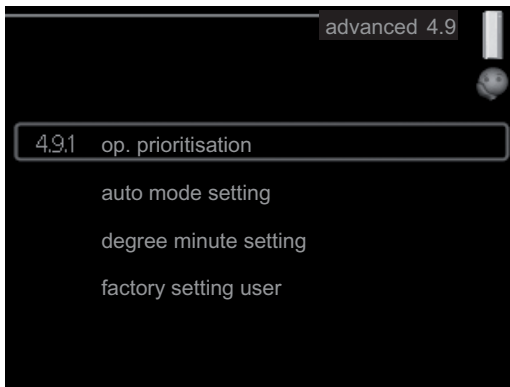 advanced 4.9
4.9.1 op. prioritisation
auto mode setting
degree minute setting
factory setting user